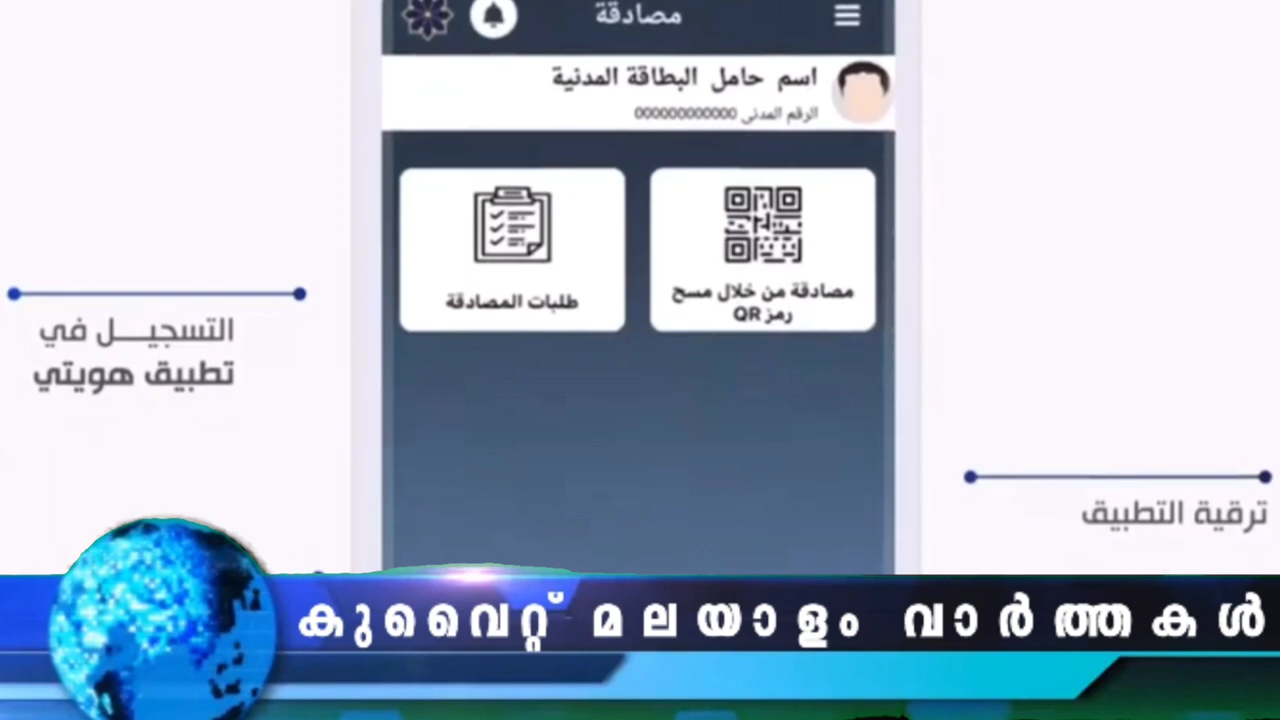 مصادقة
اسم حامل البطاقة المدنية
الرقم المدني 000000000000
مصادقة من خلال مسح
رمز QR
طلبات المصادقة
التسجيل في
تطبيق هويتي
ترقية التطبيق
കുവൈറ്റ് മലയാളം വാർത്തകൾ